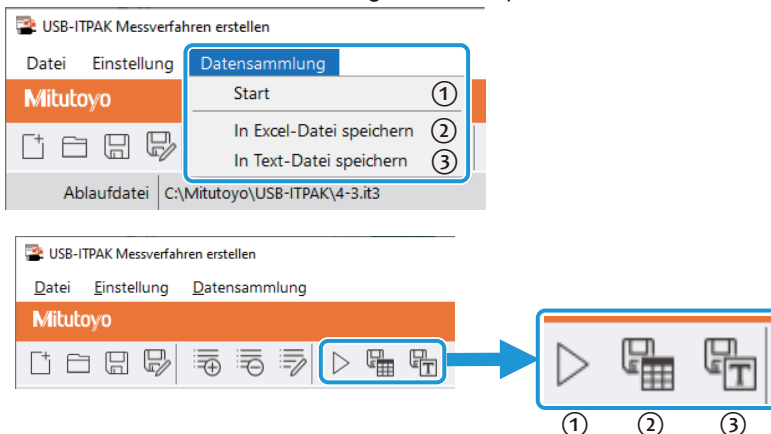 USB-ITPAK Messverfahren erstellen
Datei Einstellung Datensammlung
Mitutoyo
Start ①
In Excel-Datei speichern ②
In Text-Datei speichern ③
Ablaufdatei C:\Mitutoyo\USB-ITPAK\4-3.it3
USB-ITPAK Messverfahren erstellen
Datei Einstellung Datensammlung
Mitutoyo
T
T
① ② ③